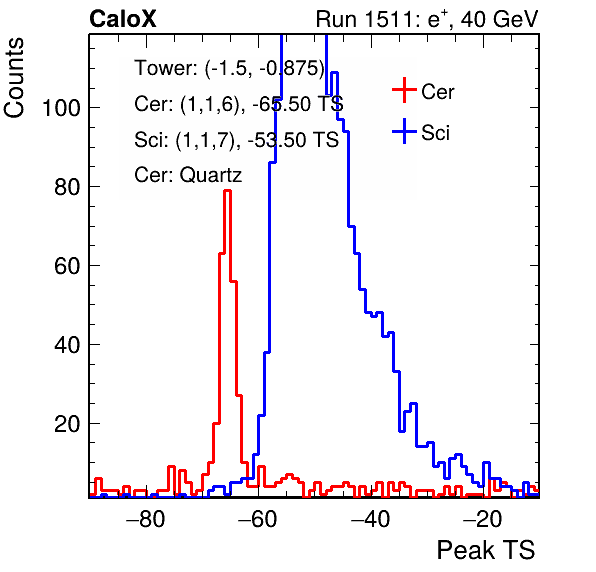 CaloX Run 1511: e⁺, 40 GeV
Counts
Tower: (-1.5, -0.875)
Cer: (1,1,6), -65.50 TS
Sci: (1,1,7), -53.50 TS
Cer: Quartz
Cer
Sci
100
80
60
40
20
−80 −60 −40 −20
Peak TS